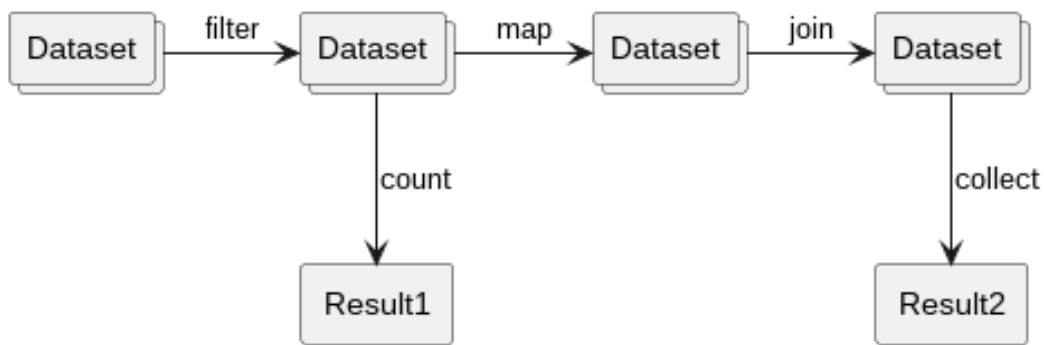 filter
map
join
Dataset
Dataset
Dataset
Dataset
count
collect
Result1
Result2